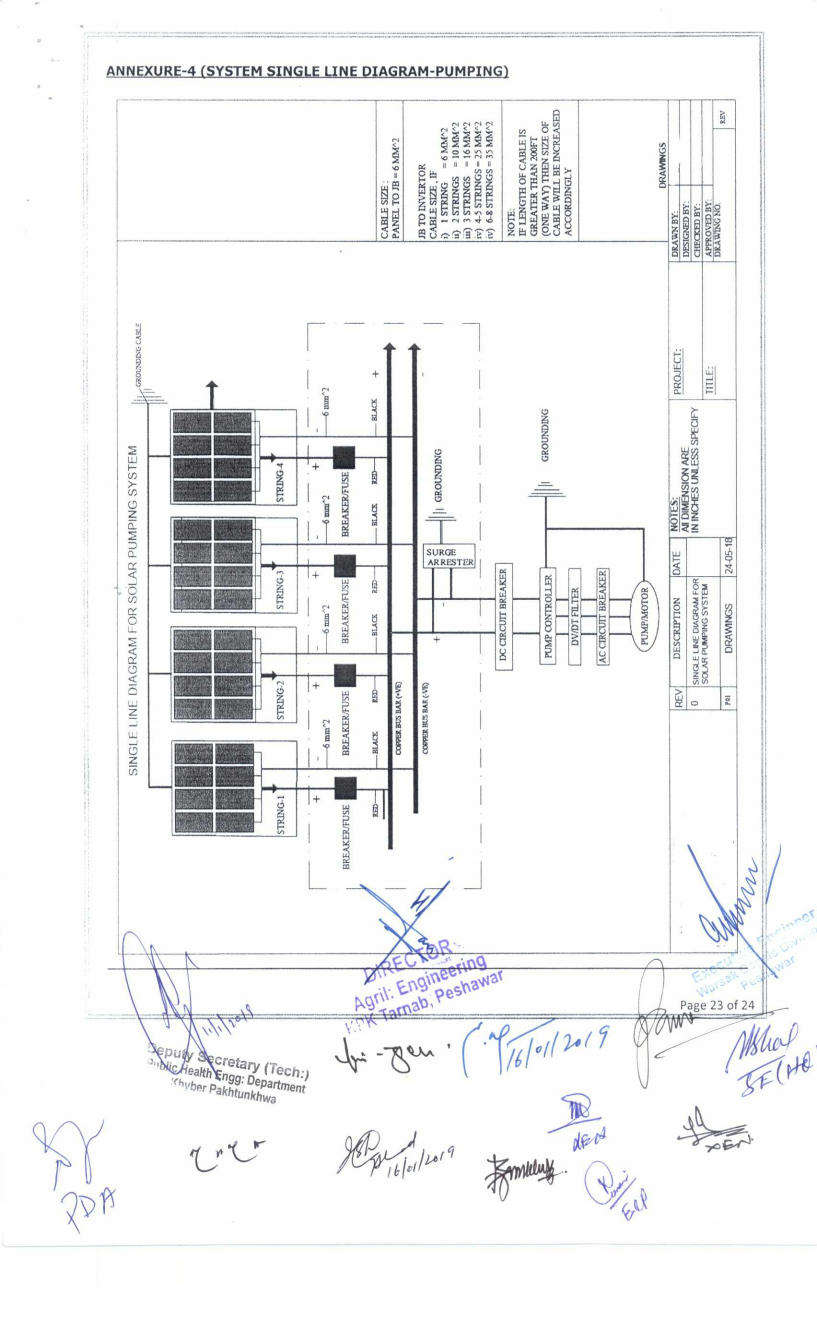 ANNEXURE-4 (SYSTEM SINGLE LINE DIAGRAM-PUMPING)
SINGLE LINE DIAGRAM FOR SOLAR PUMPING SYSTEM
GROUNDING CABLE
STRING-1
STRING-2
STRING-3
STRING-4
+
-
6 mm^2
+
-
6 mm^2
+
-
6 mm^2
+
-
6 mm^2
BREAKER/FUSE
BREAKER/FUSE
BREAKER/FUSE
BREAKER/FUSE
RED
BLACK
RED
BLACK
RED
BLACK
RED
BLACK
+
-
COPPER BUS BAR (+VE)
COPPER BUS BAR (-VE)
+
-
SURGE
ARRESTER
GROUNDING
DC CIRCUIT BREAKER
PUMP CONTROLLER
DV/DT FILTER
AC CIRCUIT BREAKER
PUMP/MOTOR
GROUNDING
CABLE SIZE :
PANEL TO JB = 6 MM^2
JB TO INVERTOR
CABLE SIZE , IF
i) 1 STRING = 6 MM^2
ii) 2 STRINGS = 10 MM^2
iii) 3 STRINGS = 16 MM^2
iv) 4-5 STRINGS = 25 MM^2
iv) 6-8 STRINGS = 35 MM^2
NOTE:
IF LENGTH OF CABLE IS
GREATER THAN 200FT
(ONE WAY) THEN SIZE OF
CABLE WILL BE INCREASED
ACCORDINGLY
REV
DESCRIPTION
DATE
0
SINGLE LINE DIAGRAM FOR
SOLAR PUMPING SYSTEM
DRAWINGS
24-05-18
NOTES:
All DIMENSION ARE
IN INCHES UNLESS SPECIFY
PROJECT:
TITLE:
DRAWINGS
DRAWN BY:
DESIGNED BY:
CHECKED BY:
APPROVED BY:
DRAWING NO.
REV
DIRECTOR
Agril: Engineering
KPK Tarnab, Peshawar
Page 23 of 24
11/1/2019
Deputy Secretary (Tech:)
Public Health Engg: Department
Khyber Pakhtunkhwa
16/01/2019
SE (HQ
16/01/2019
XEN
XEN
PDA